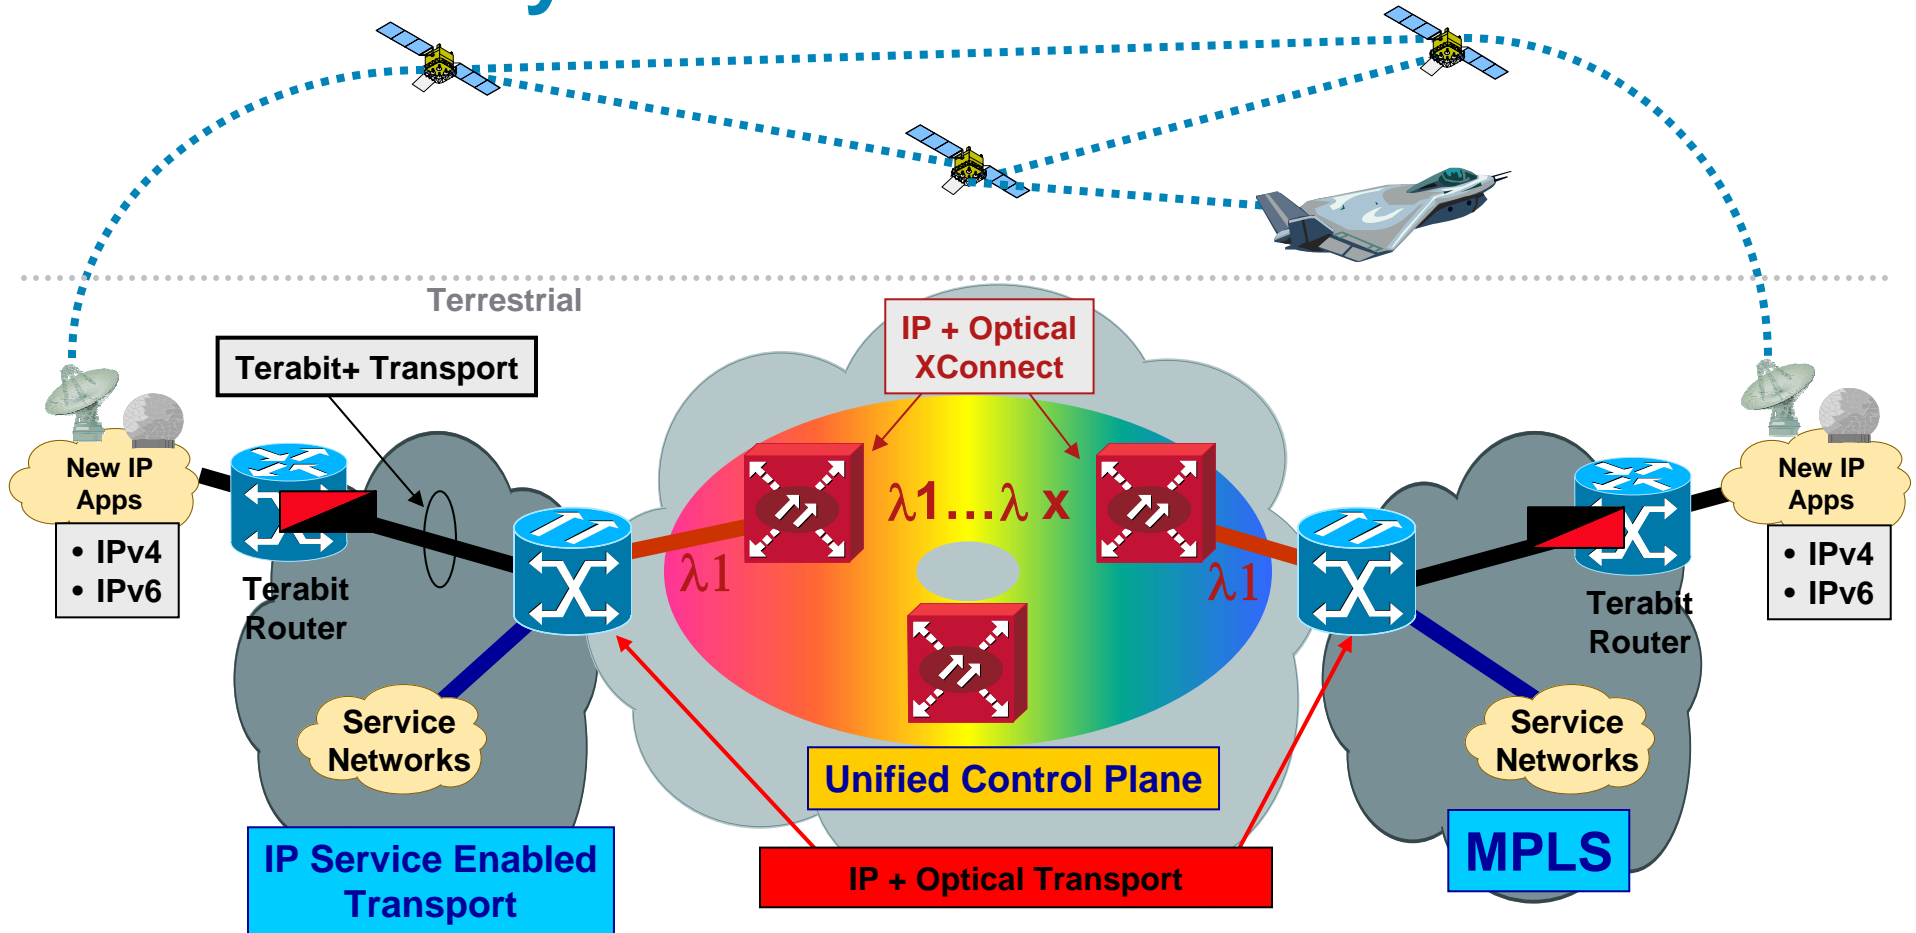 Terrestrial
IP + Optical
XConnect
Terabit+ Transport
New IP
Apps
• IPv4
• IPv6
Terabit
Router
λ1
λ1...λ x
λ1
New IP
Apps
• IPv4
• IPv6
Terabit
Router
Service
Networks
Service
Networks
Unified Control Plane
IP Service Enabled
Transport
IP + Optical Transport
MPLS